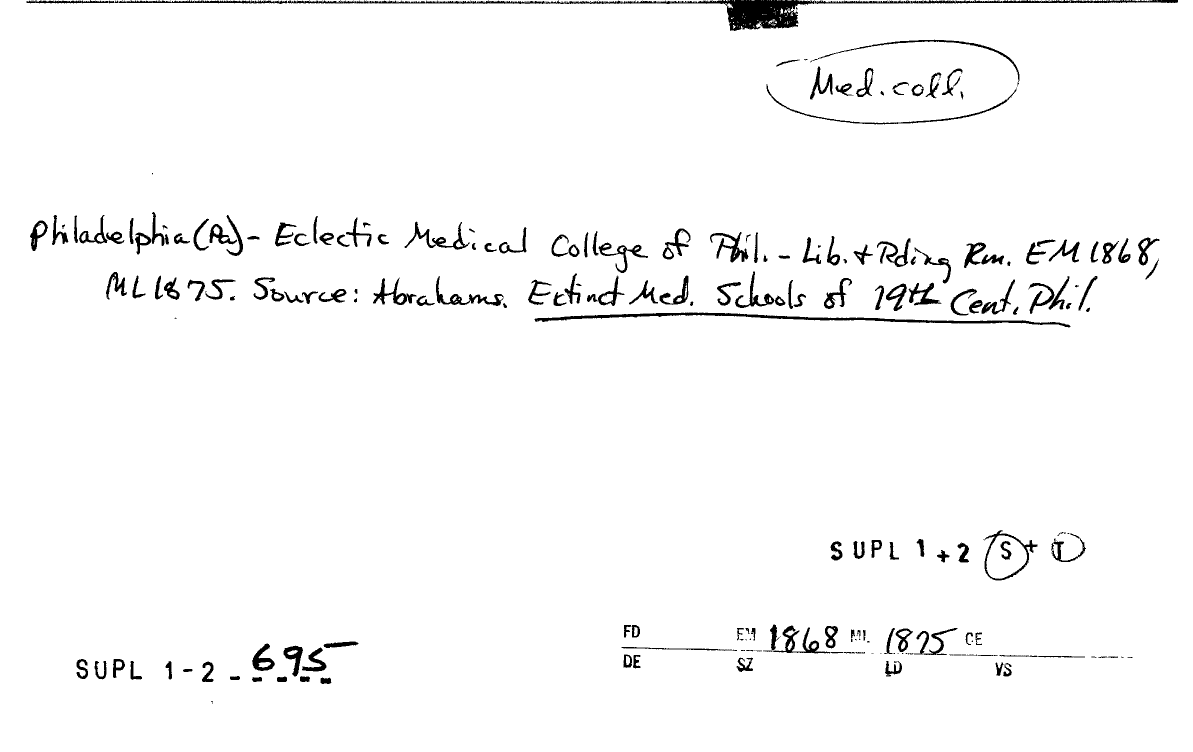 Med. coll.
Philadelphia (Pa) - Eclectic Medical College of Phil. - Lib. + Rding Rm. EM 1868,
ML 1875. Source: Abrahams. Extinct Med. Schools of 19th Cent. Phil.
SUPL 1 + 2 S + T
FD EM 1868 ML 1875 CE
DE SZ LD VS
SUPL 1-2 - 695